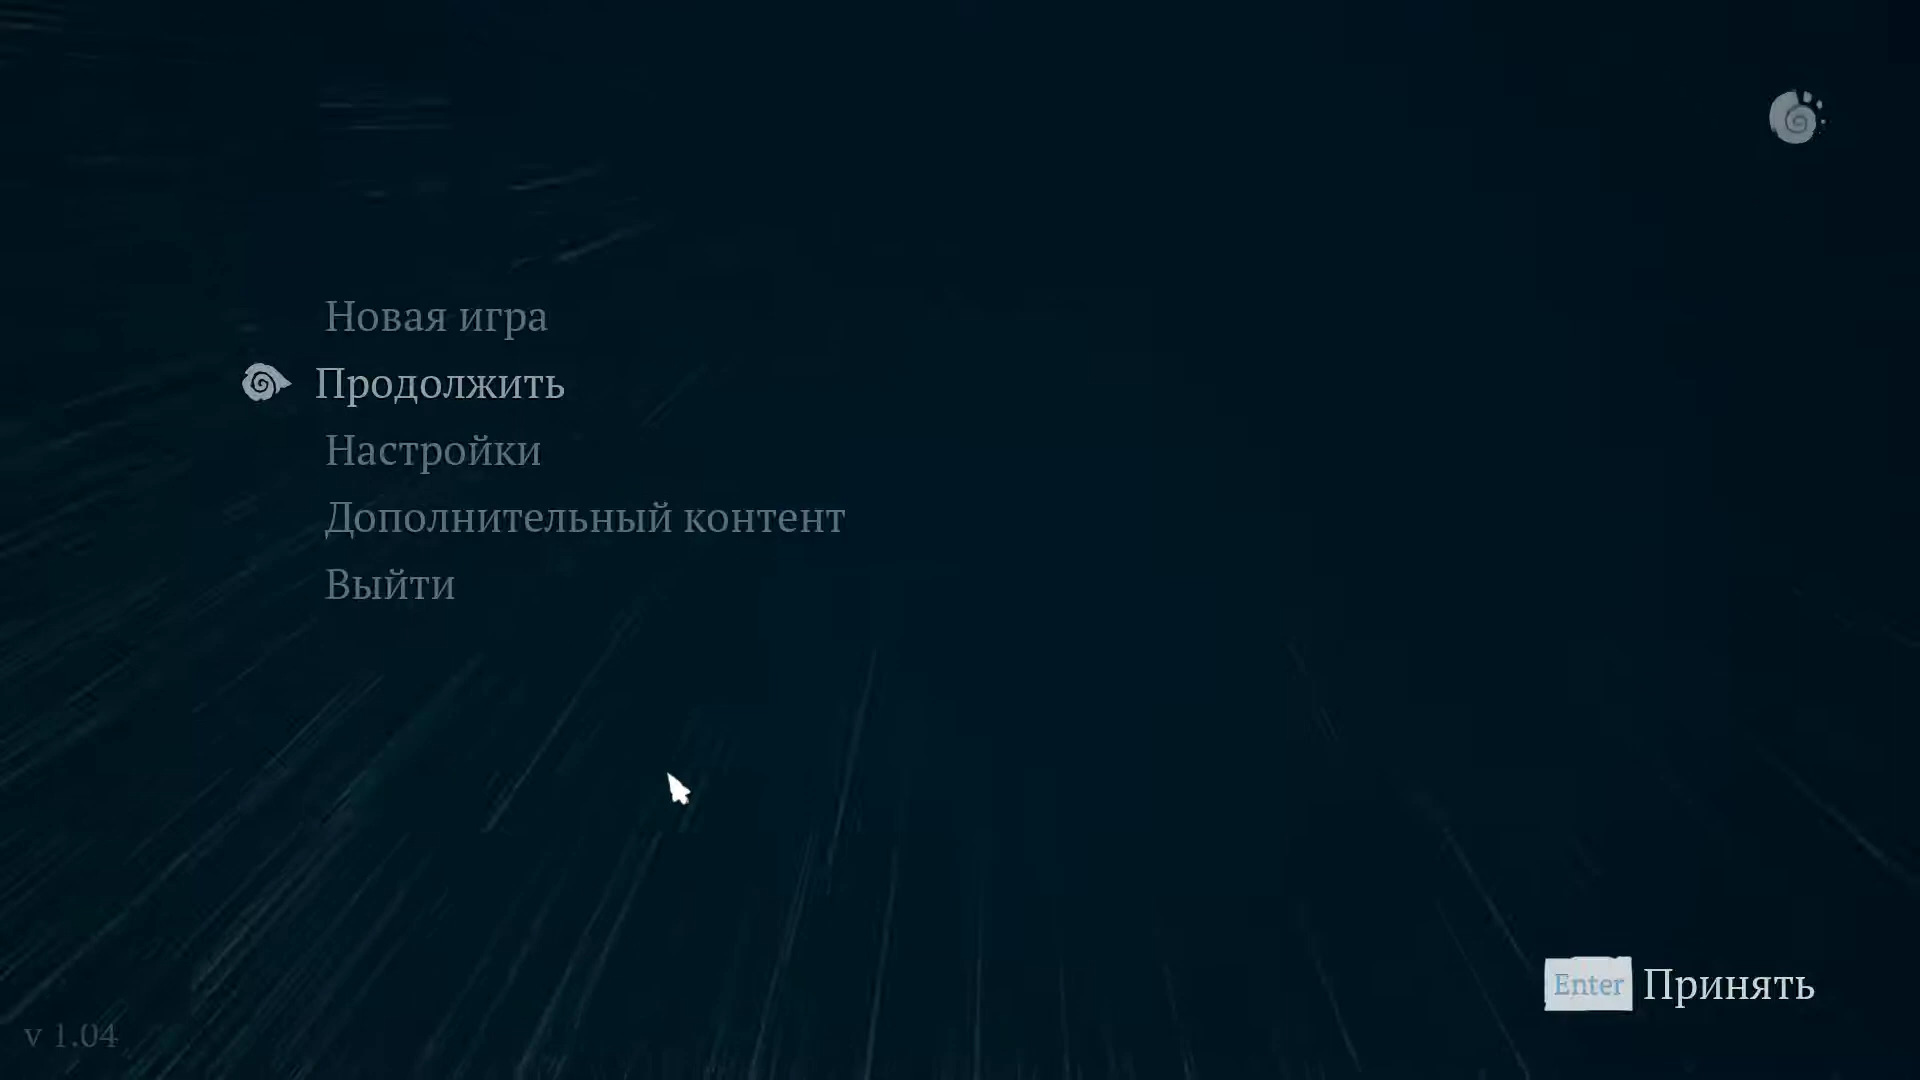 Новая игра
Продолжить
Настройки
Дополнительный контент
Выйти
Enter Принять
v 1.04